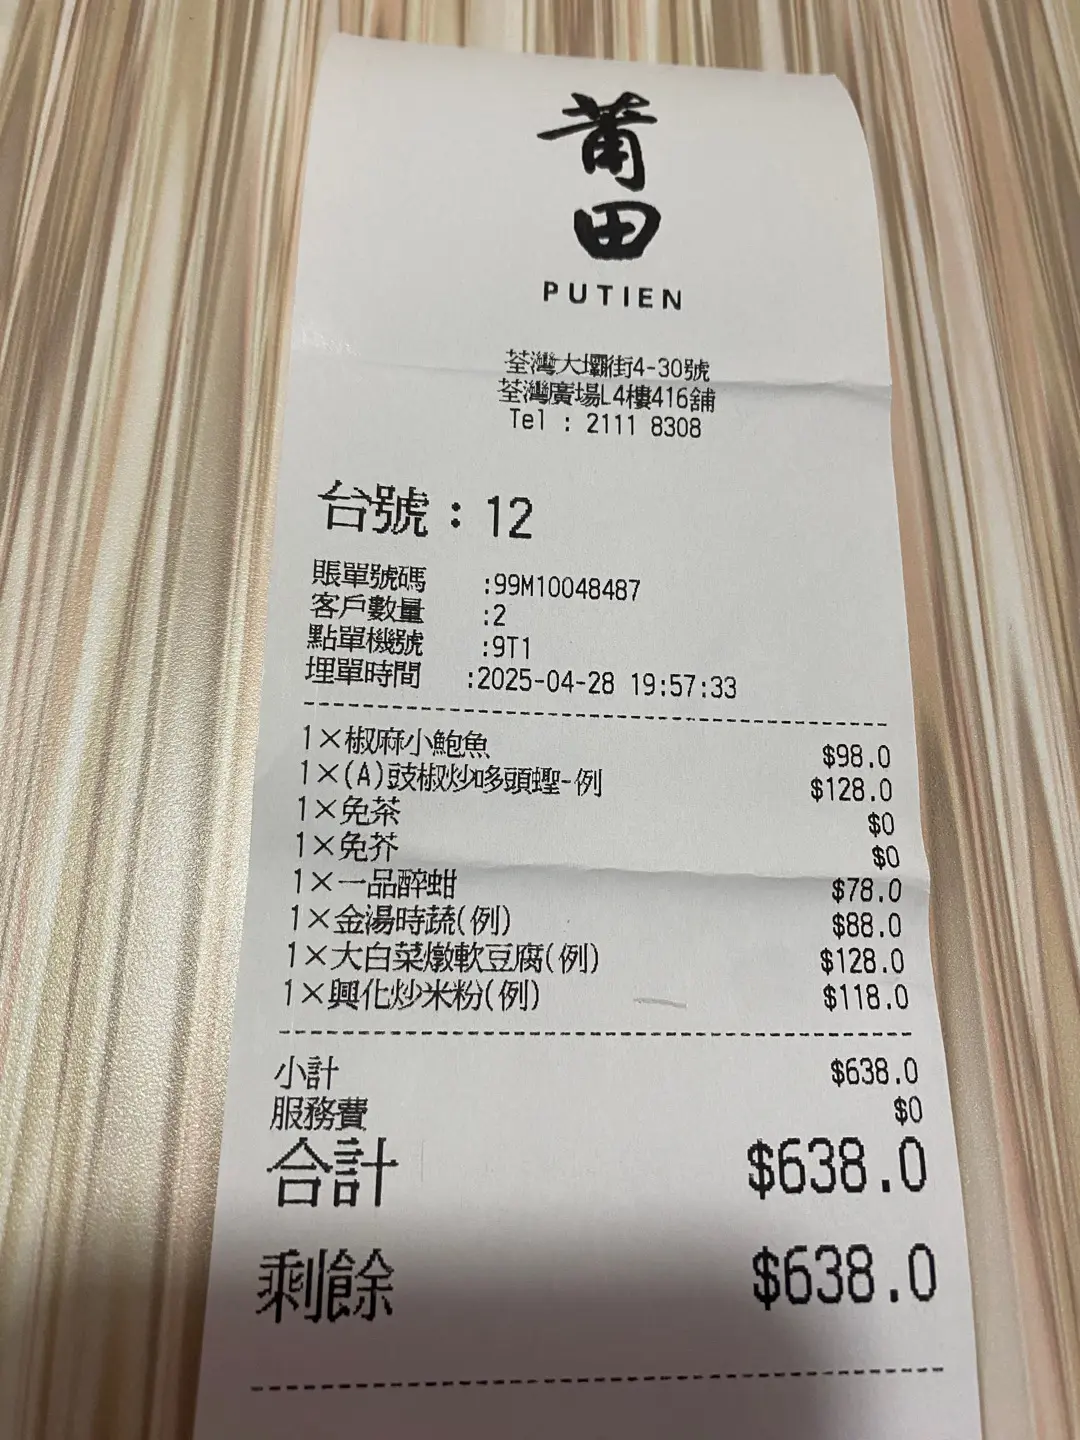 莆
田
PUTIEN
荃灣大壩街4-30號
荃灣廣場L4樓416舖
Tel : 2111 8308
台號：12
賬單號碼 :99M10048487
客戶數量 :2
點單機號 :9T1
埋單時間 :2025-04-28 19:57:33
1×椒麻小鮑魚 $98.0
1×(A)豉椒炒哆頭蟶-例 $128.0
1×免茶 $0
1×免芥 $0
1×一品醉蚶 $78.0
1×金湯時蔬(例) $88.0
1×大白菜燉軟豆腐(例) $128.0
1×興化炒米粉(例) $118.0
小計 $638.0
服務費 $0
合計 $638.0
剩餘 $638.0